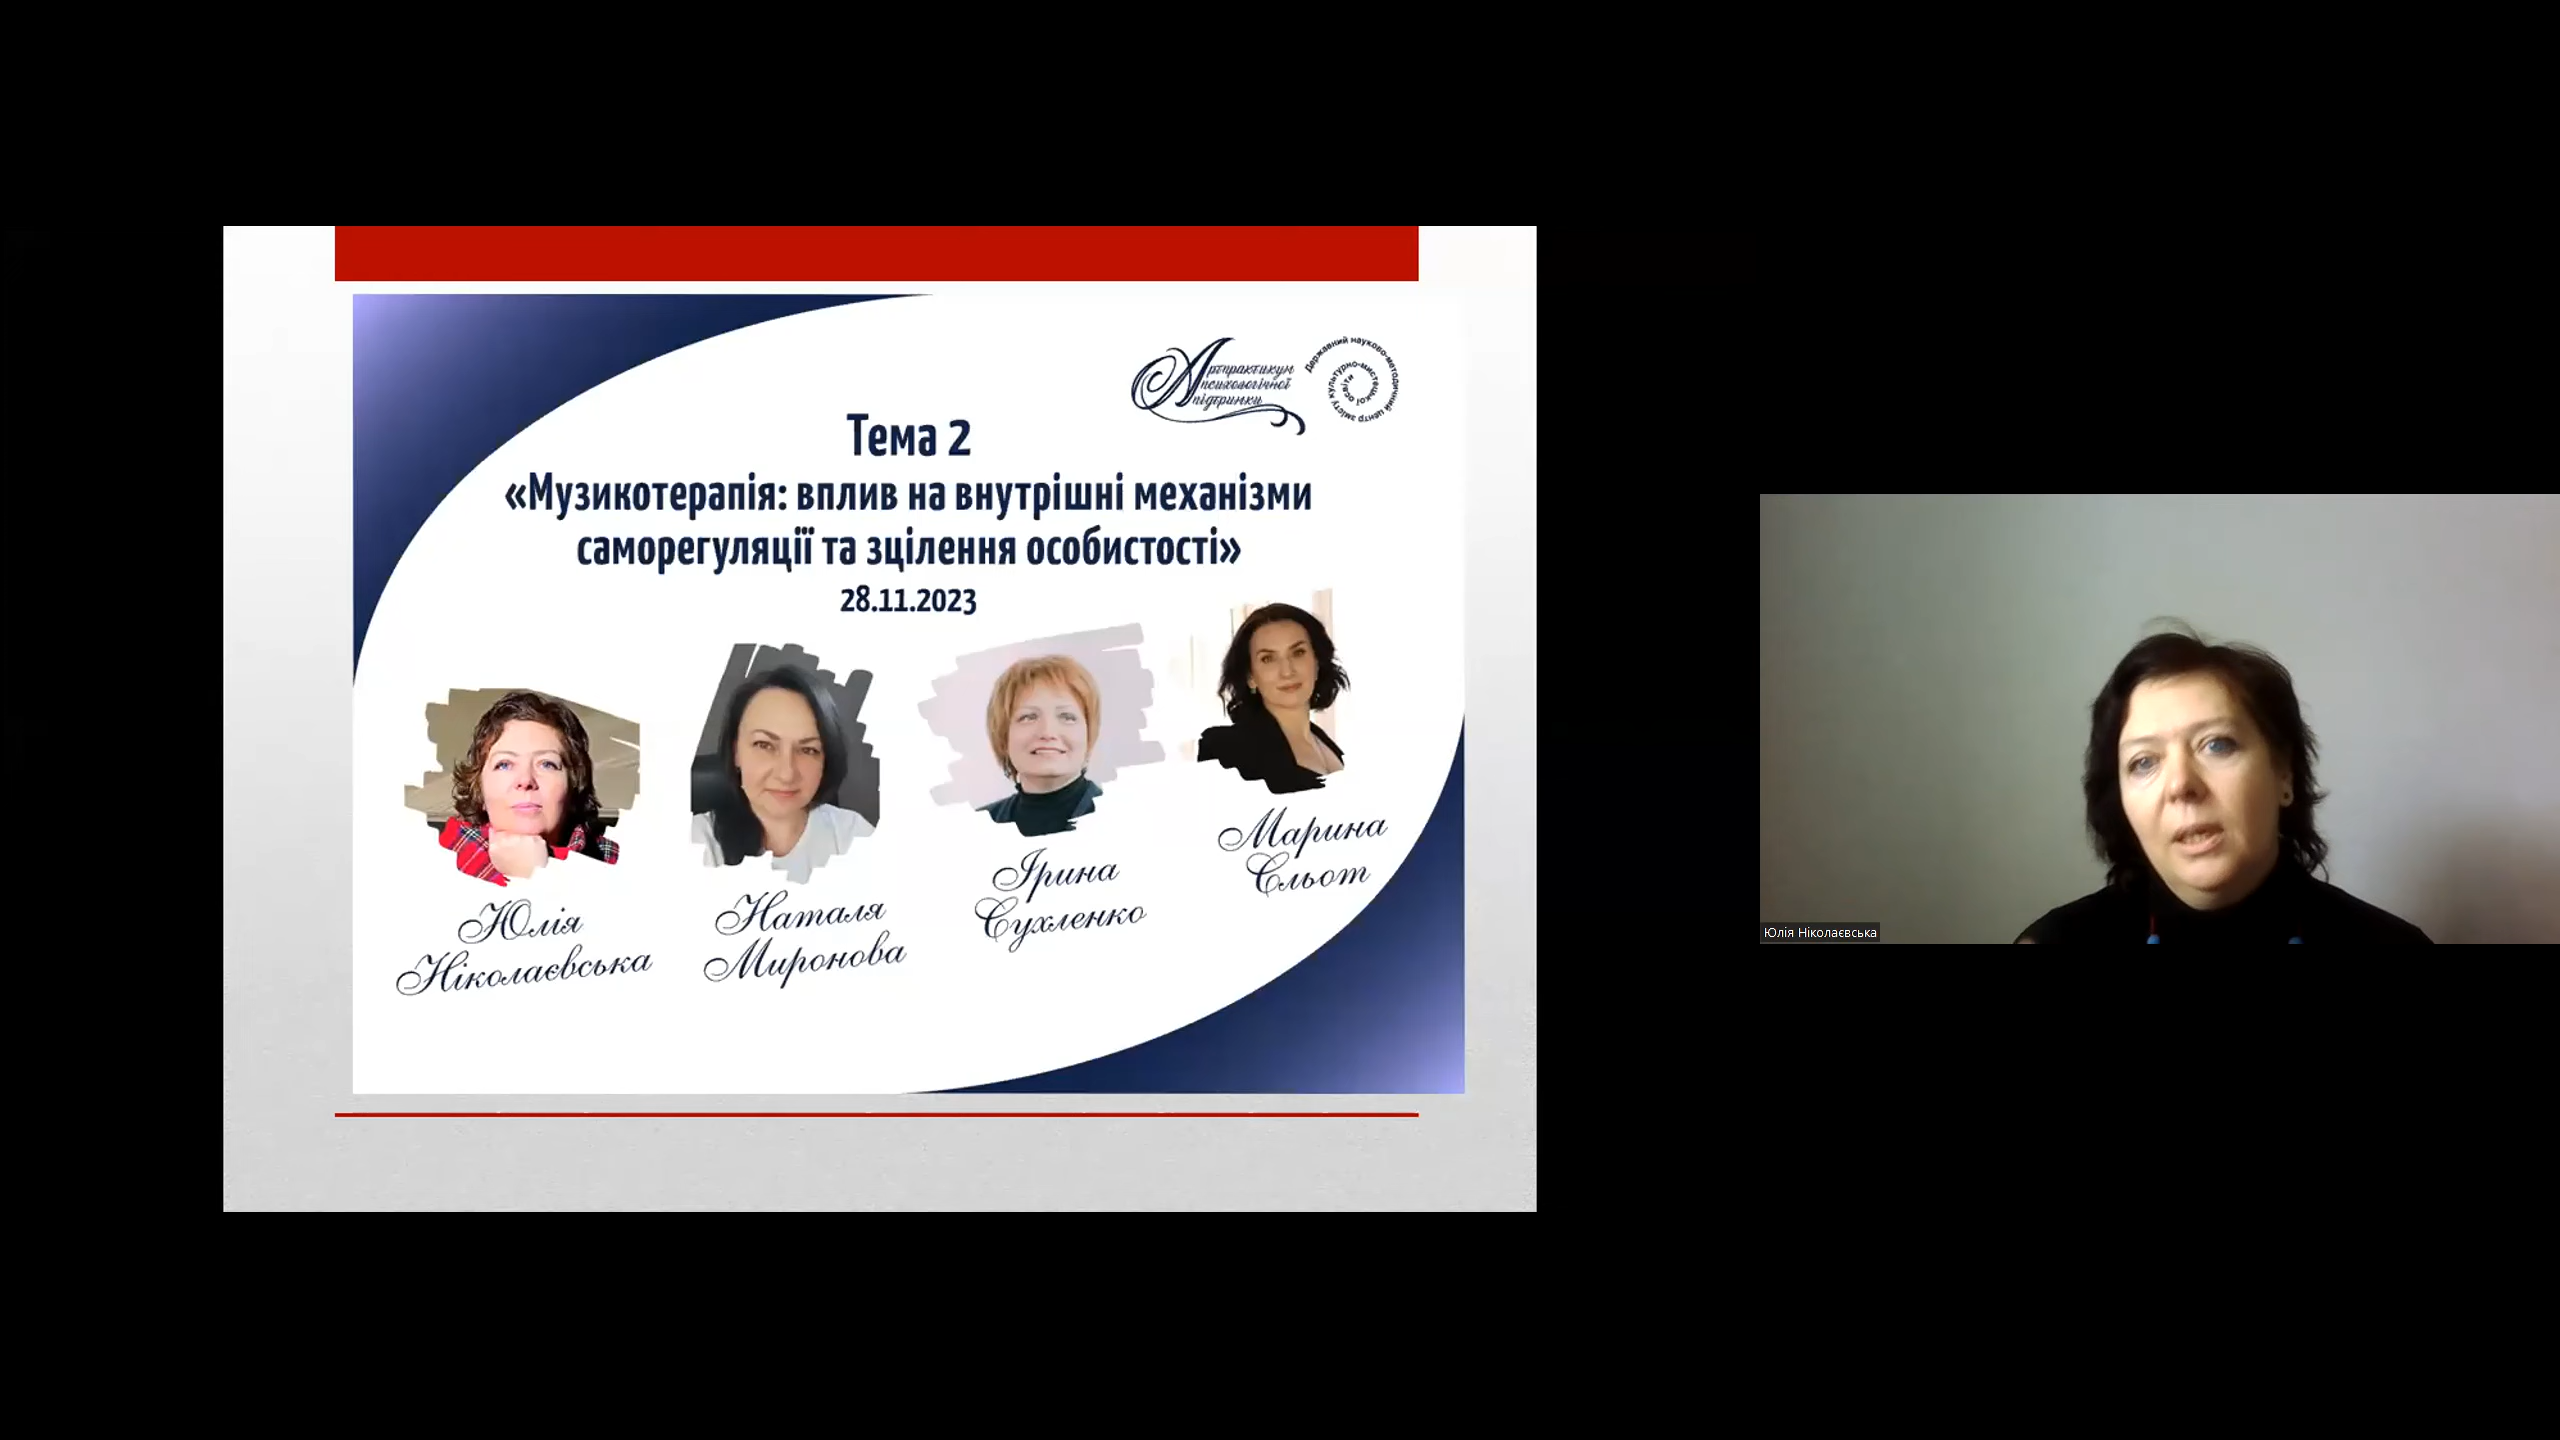 Артпрактикум
психологічної
підтримки
Державний науково-методичний центр змісту культурно-мистецької освіти
Тема 2
«Музикотерапія: вплив на внутрішні механізми
саморегуляції та зцілення особистості»
28.11.2023
Юлія
Ніколаєвська
Наталя
Миронова
Ірина
Сухленко
Марина
Сльот
Юлія Ніколаєвська